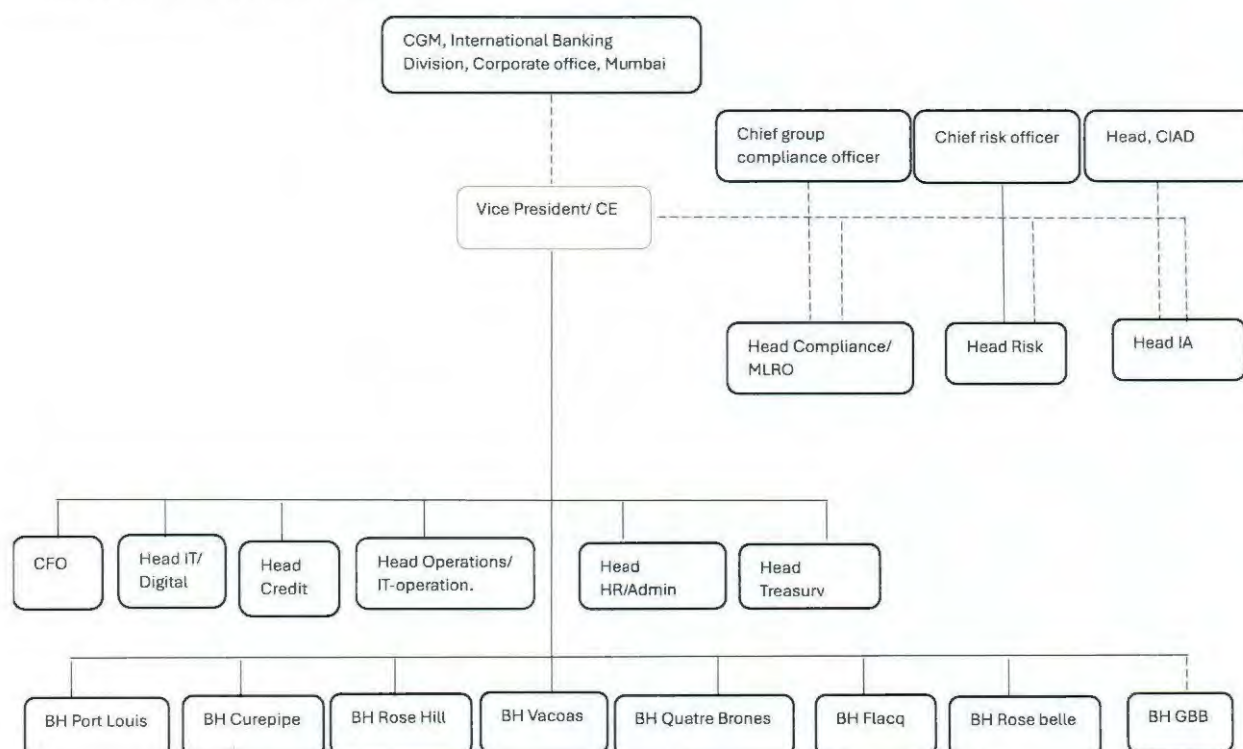 CGM, International Banking
Division, Corporate office, Mumbai
Chief group
compliance officer
Chief risk officer
Head, CIAD
Vice President/ CE
Head Compliance/
MLRO
Head Risk
Head IA
CFO
Head IT/
Digital
Head
Credit
Head Operations/
IT-operation.
Head
HR/Admin
Head
Treasurv
BH Port Louis
BH Curepipe
BH Rose Hill
BH Vacoas
BH Quatre Brones
BH Flacq
BH Rose belle
BH GBB